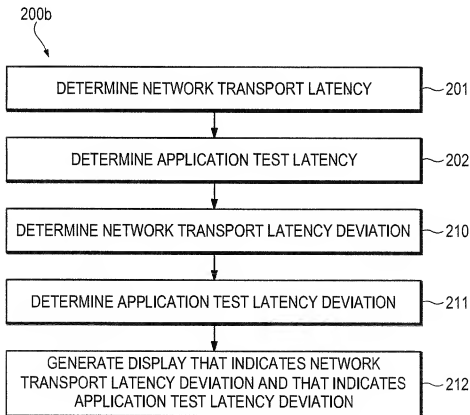 200b
DETERMINE NETWORK TRANSPORT LATENCY
201
DETERMINE APPLICATION TEST LATENCY
202
DETERMINE NETWORK TRANSPORT LATENCY DEVIATION
210
DETERMINE APPLICATION TEST LATENCY DEVIATION
211
GENERATE DISPLAY THAT INDICATES NETWORK
TRANSPORT LATENCY DEVIATION AND THAT INDICATES
APPLICATION TEST LATENCY DEVIATION
212